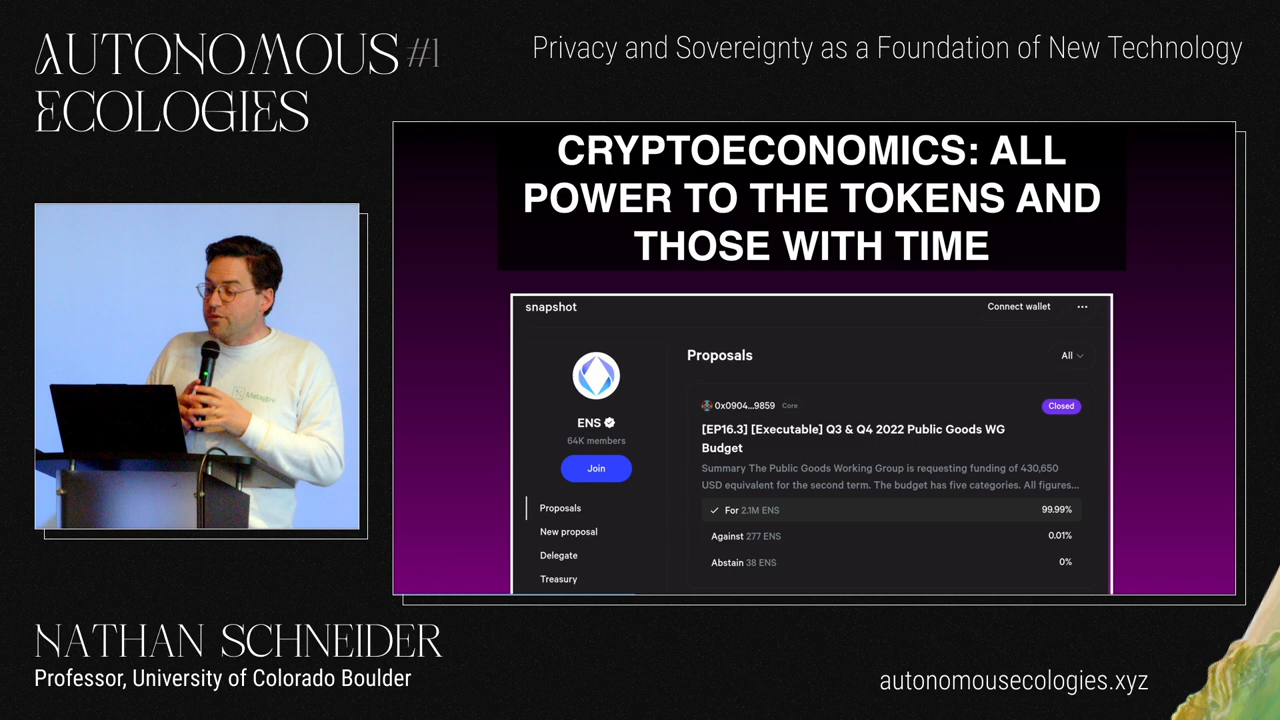 AUTONOMOUS #1
ECOLOGIES
Privacy and Sovereignty as a Foundation of New Technology
CRYPTOECONOMICS: ALL
POWER TO THE TOKENS AND
THOSE WITH TIME
snapshot
Connect wallet
ENS
64K members
Join
Proposals
New proposal
Delegate
Treasury
Proposals
All
0x0904...9859 Core
Closed
[EP16.3] [Executable] Q3 & Q4 2022 Public Goods WG
Budget
Summary The Public Goods Working Group is requesting funding of 430,650
USD equivalent for the second term. The budget has five categories. All figures...
For 2.1M ENS 99.99%
Against 277 ENS 0.01%
Abstain 38 ENS 0%
NATHAN SCHNEIDER
Professor, University of Colorado Boulder
autonomousecologies.xyz